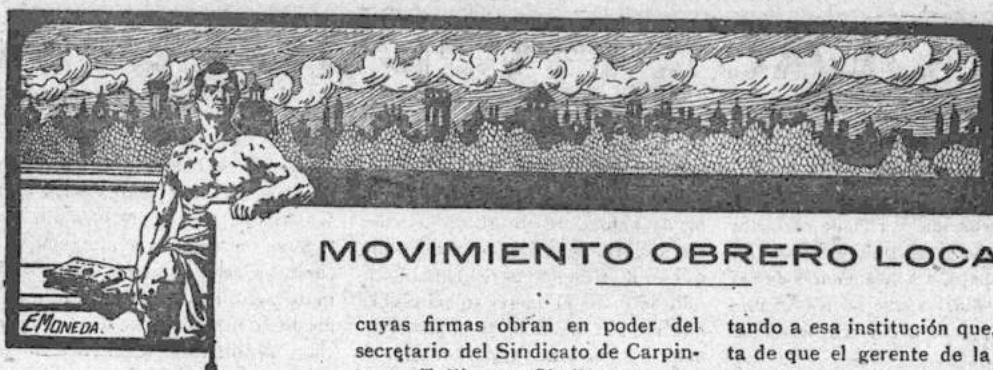 MOVIMIENTO OBRERO LOCA
E MONEDA.
cuyas firmas obran en poder del
secretario del Sindicato de Carpin-
tando a esa institución que,
ta de que el gerente de la